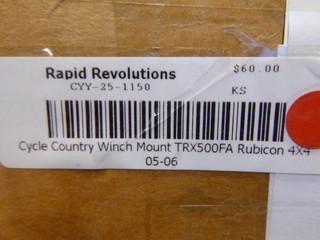 Rapid Revolutions $60.00
CYY-25-1150 KS
Cycle Country Winch Mount TRX500FA Rubicon 4X4
05-06